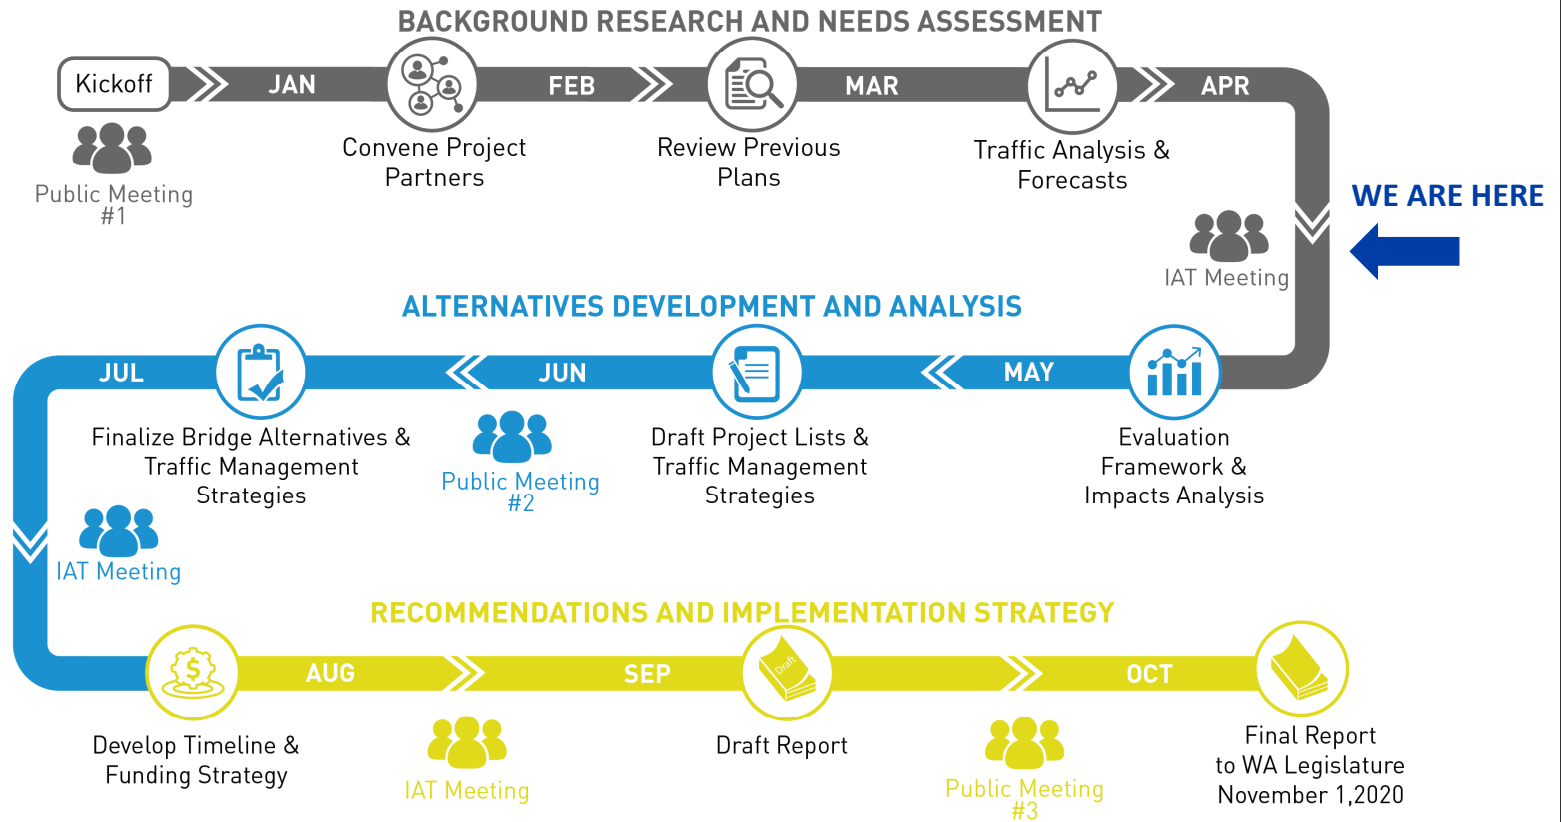 BACKGROUND RESEARCH AND NEEDS ASSESSMENT
Kickoff
JAN
FEB
MAR
APR
Convene Project
Partners
Review Previous
Plans
Traffic Analysis &
Forecasts
Public Meeting
#1
WE ARE HERE
IAT Meeting
ALTERNATIVES DEVELOPMENT AND ANALYSIS
JUL
JUN
MAY
Finalize Bridge Alternatives &
Traffic Management
Strategies
Public Meeting
#2
Draft Project Lists &
Traffic Management
Strategies
Evaluation
Framework &
Impacts Analysis
IAT Meeting
RECOMMENDATIONS AND IMPLEMENTATION STRATEGY
$
AUG
SEP
Draft
OCT
Develop Timeline &
Funding Strategy
IAT Meeting
Draft Report
Public Meeting
#3
Final Report
to WA Legislature
November 1,2020